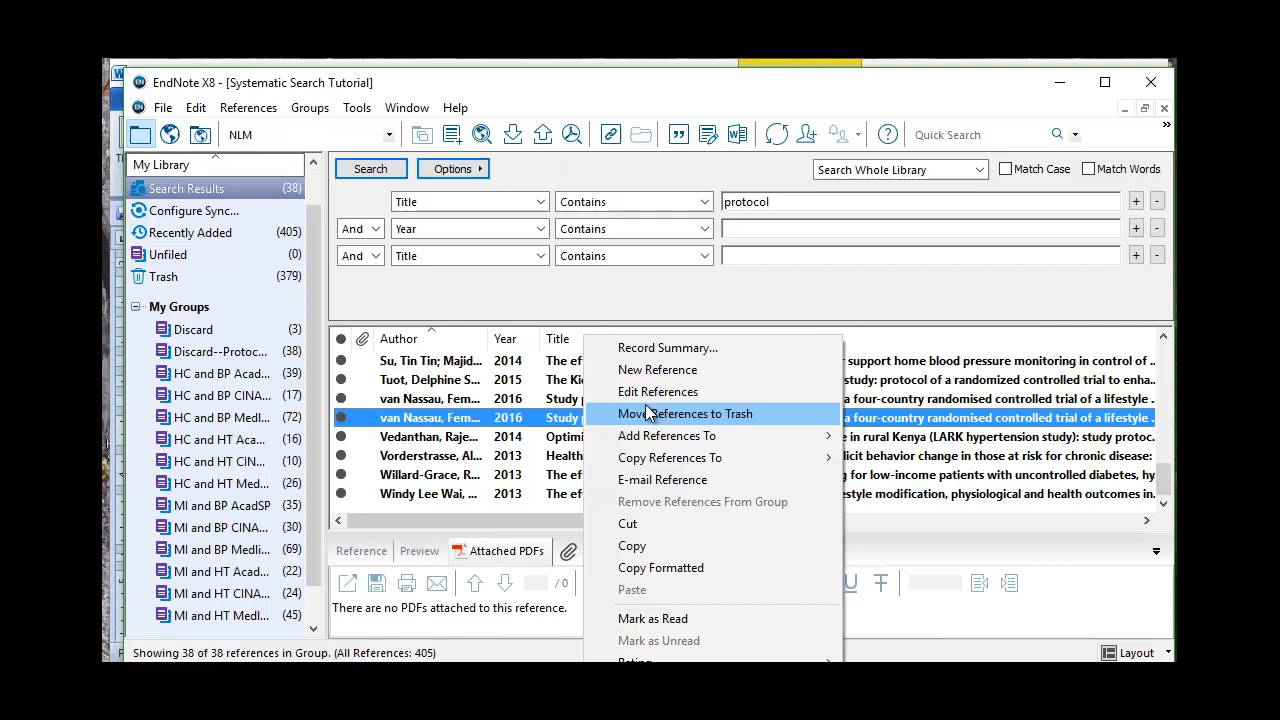 EndNote X8 - [Systematic Search Tutorial]
File Edit References Groups Tools Window Help
NLM
Quick Search
My Library
Search Results (38)
Configure Sync...
Recently Added (405)
Unfiled (0)
Trash (379)
My Groups
Discard (3)
Discard--Protoc... (38)
HC and BP Acad... (39)
HC and BP CINA... (17)
HC and BP Medl... (72)
HC and HT Aca... (20)
HC and HT CIN... (10)
HC and HT Med... (26)
MI and BP AcadSP (35)
MI and BP CINA... (30)
MI and BP Medli... (69)
MI and HT Acad... (22)
MI and HT CINA... (24)
MI and HT Medl... (45)
Search Options Search Whole Library Match Case Match Words
Title Contains protocol + -
And Year Contains + -
And Title Contains + -
Author Year Title
Su, Tin Tin; Majid... 2014 The ef support home blood pressure monitoring in control of...
Tuot, Delphine S... 2015 The Kid study: protocol of a randomized controlled trial to enha...
van Nassau, Fem... 2016 Study p a four-country randomised controlled trial of a lifestyle ..
van Nassau, Fem... 2016 Study p a four-country randomised controlled trial of a lifestyle ..
Vedanthan, Raje... 2014 Optimi e in rural Kenya (LARK hypertension study): study protoc..
Vorderstrasse, Al... 2013 Health licit behavior change in those at risk for chronic disease:
Willard-Grace, R... 2013 The ef ng for low-income patients with uncontrolled diabetes, hy
Windy Lee Wai, ... 2013 The ef estyle modification, physiological and health outcomes in..
Record Summary...
New Reference
Edit References
Move References to Trash
Add References To
Copy References To
E-mail Reference
Remove References From Group
Cut
Copy
Copy Formatted
Paste
Mark as Read
Mark as Unread
Rating
Reference Preview Attached PDFs
/ 0
There are no PDFs attached to this reference.
Showing 38 of 38 references in Group. (All References: 405)
Layout